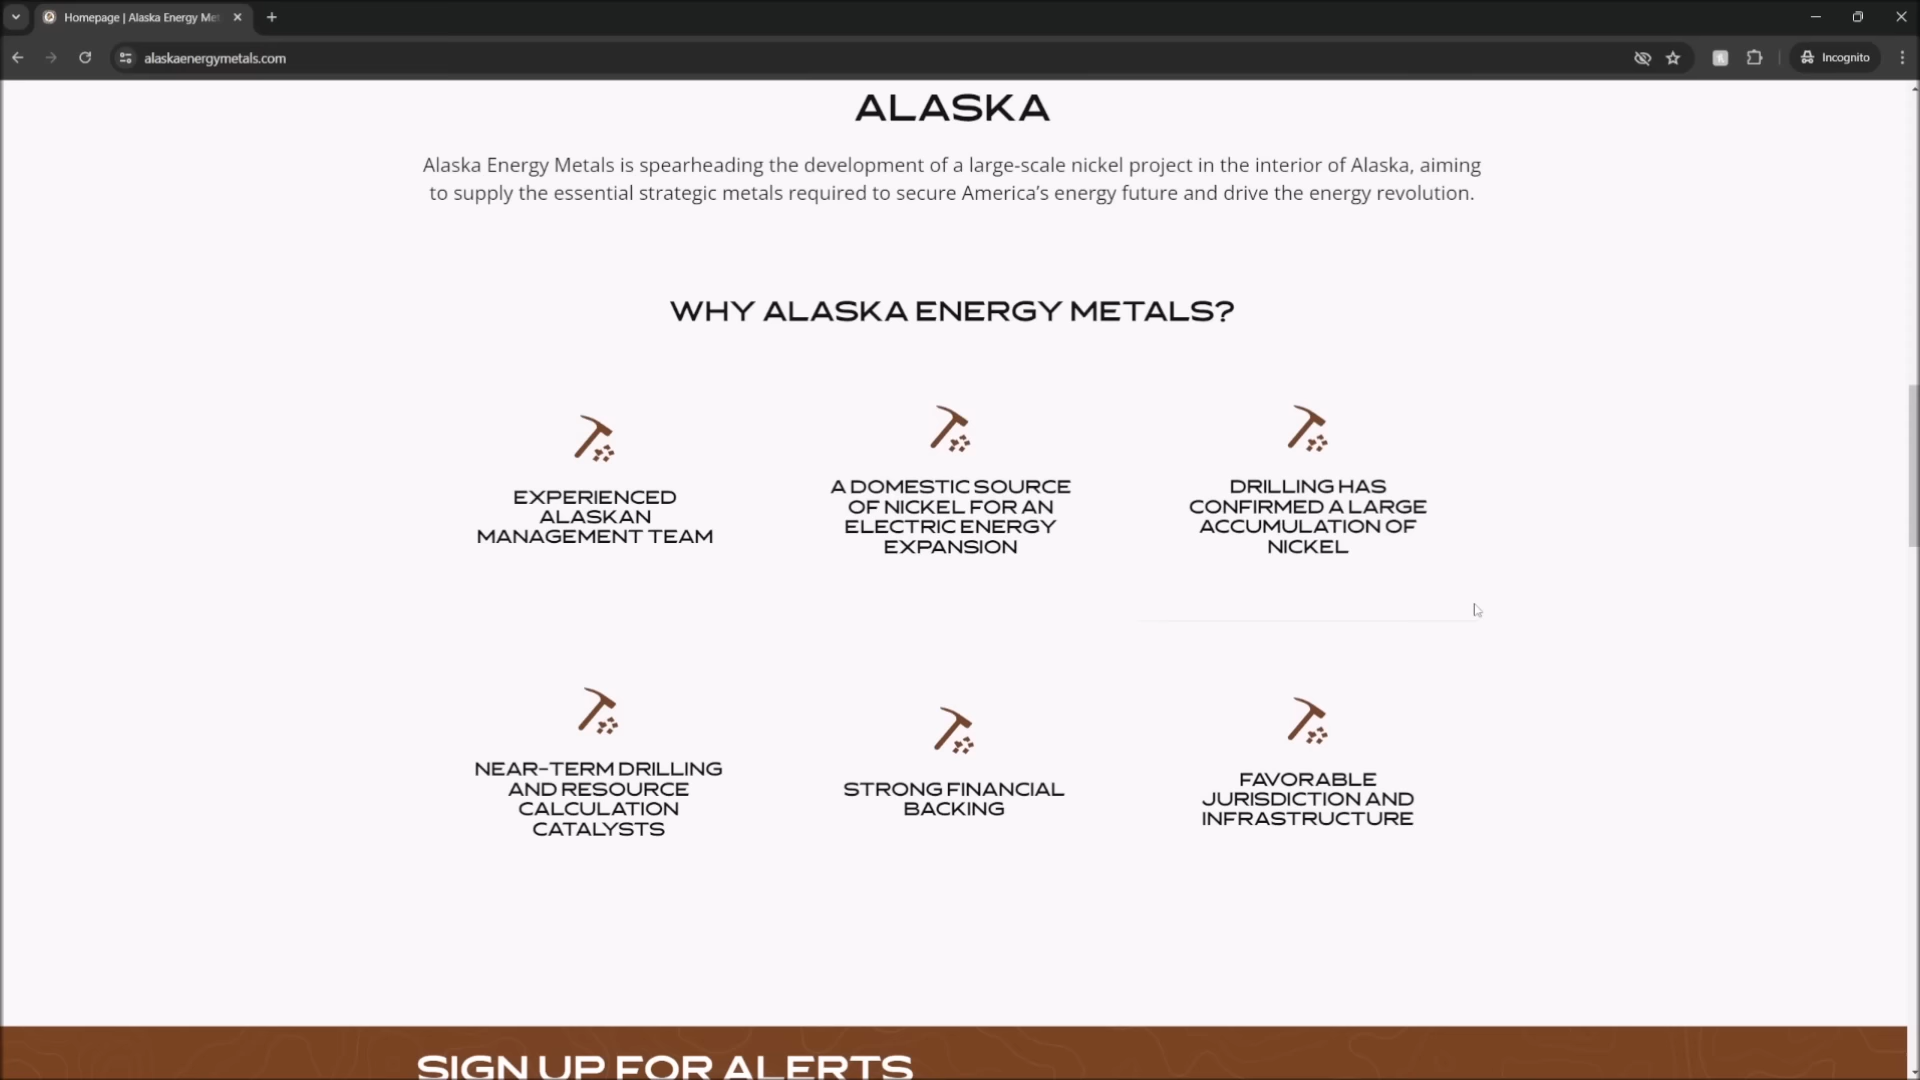 Homepage | Alaska Energy Met
alaskaenergymetals.com
Incognito
ALASKA
Alaska Energy Metals is spearheading the development of a large-scale nickel project in the interior of Alaska, aiming
to supply the essential strategic metals required to secure America’s energy future and drive the energy revolution.
WHY ALASKA ENERGY METALS?
EXPERIENCED
ALASKAN
MANAGEMENT TEAM
A DOMESTIC SOURCE
OF NICKEL FOR AN
ELECTRIC ENERGY
EXPANSION
DRILLING HAS
CONFIRMED A LARGE
ACCUMULATION OF
NICKEL
NEAR-TERM DRILLING
AND RESOURCE
CALCULATION
CATALYSTS
STRONG FINANCIAL
BACKING
FAVORABLE
JURISDICTION AND
INFRASTRUCTURE
SIGN UP FOR ALERTS